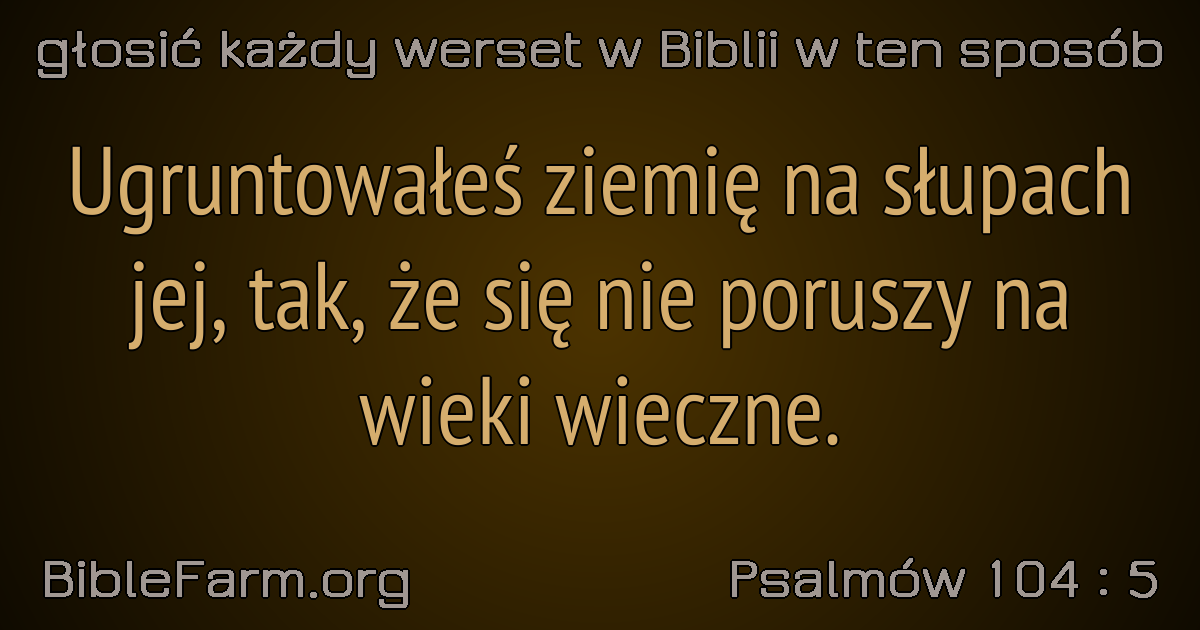 głosić każdy werset w Biblii w ten sposób
Ugruntowałeś ziemię na słupach
jej, tak, że się nie poruszy na
wieki wieczne.
BibleFarm.org
Psalmów 104 : 5